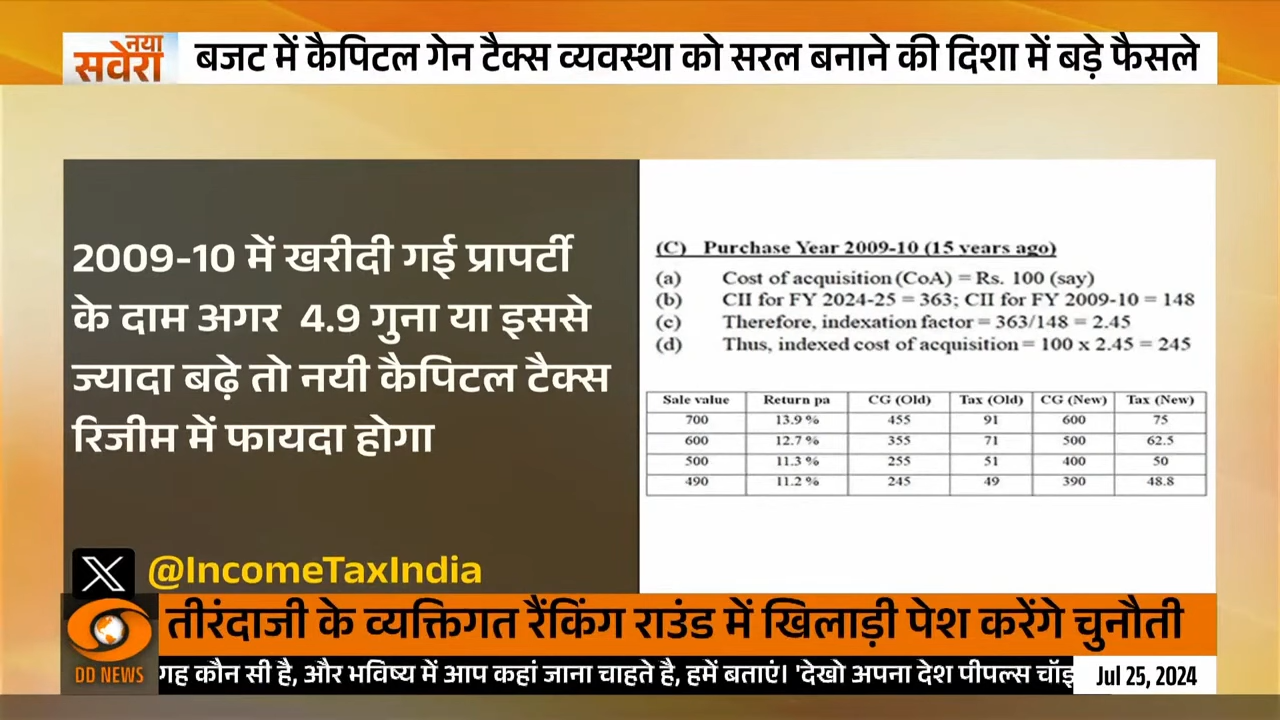 नया
सवेरा
बजट में कैपिटल गेन टैक्स व्यवस्था को सरल बनाने की दिशा में बड़े फैसले
2009-10 में खरीदी गई प्रापर्टी
के दाम अगर 4.9 गुना या इससे
ज्यादा बढ़े तो नयी कैपिटल टैक्स
रिजीम में फायदा होगा
@IncomeTaxIndia
(C) Purchase Year 2009-10 (15 years ago)
(a) Cost of acquisition (CoA) = Rs. 100 (say)
(b) CII for FY 2024-25 = 363; CII for FY 2009-10 = 148
(c) Therefore, indexation factor = 363/148 = 2.45
(d) Thus, indexed cost of acquisition = 100 x 2.45 = 245
Sale value Return pa CG (Old) Tax (Old) CG (New) Tax (New)
700 13.9 % 455 91 600 75
600 12.7 % 355 71 500 62.5
500 11.3 % 255 51 400 50
490 11.2 % 245 49 390 48.8
तीरंदाजी के व्यक्तिगत रैंकिंग राउंड में खिलाड़ी पेश करेंगे चुनौती
DD NEWS
गह कौन सी है, और भविष्य में आप कहां जाना चाहते है, हमें बताएं। 'देखो अपना देश पीपल्स चॉइ
Jul 25, 2024